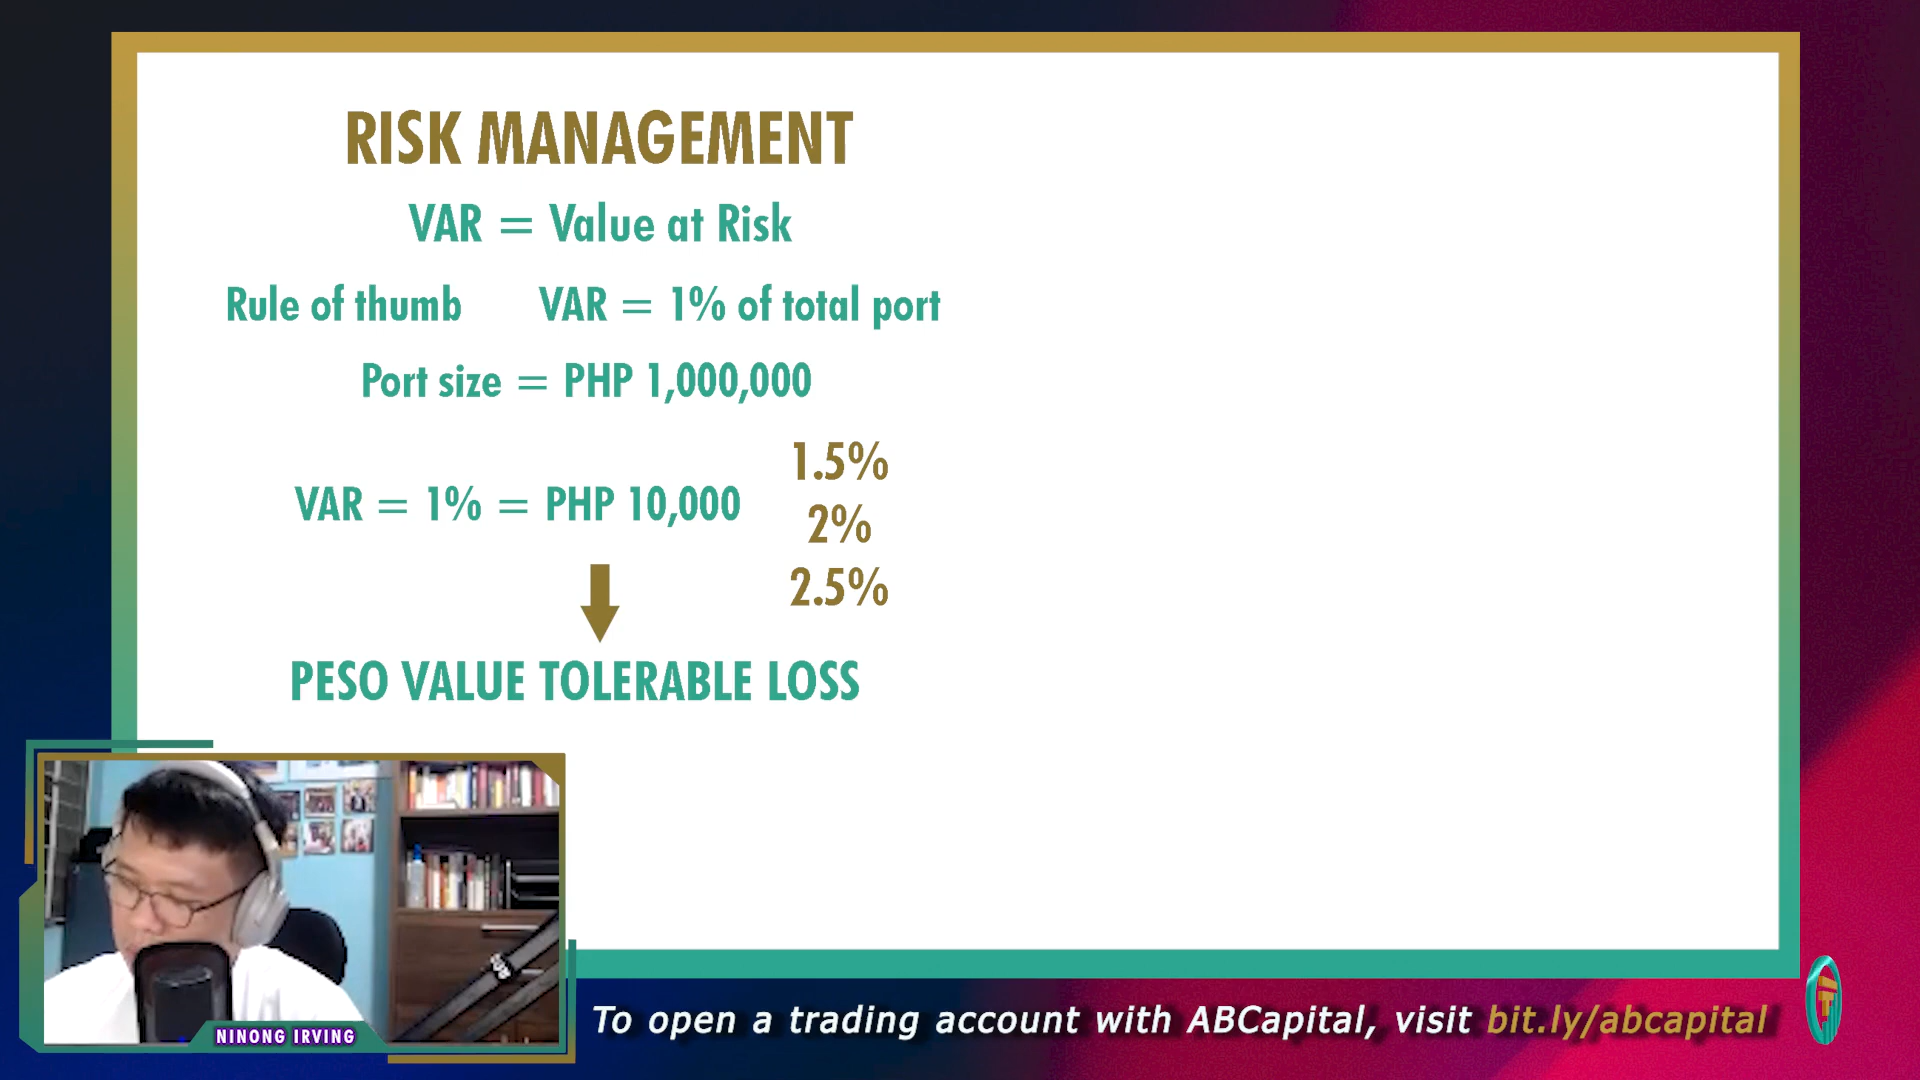 RISK MANAGEMENT
VAR = Value at Risk
Rule of thumb VAR = 1% of total port
Port size = PHP 1,000,000
VAR = 1% = PHP 10,000
1.5%
2%
2.5%
PESO VALUE TOLERABLE LOSS
NINONG IRVING
To open a trading account with ABCapital, visit bit.ly/abcapital